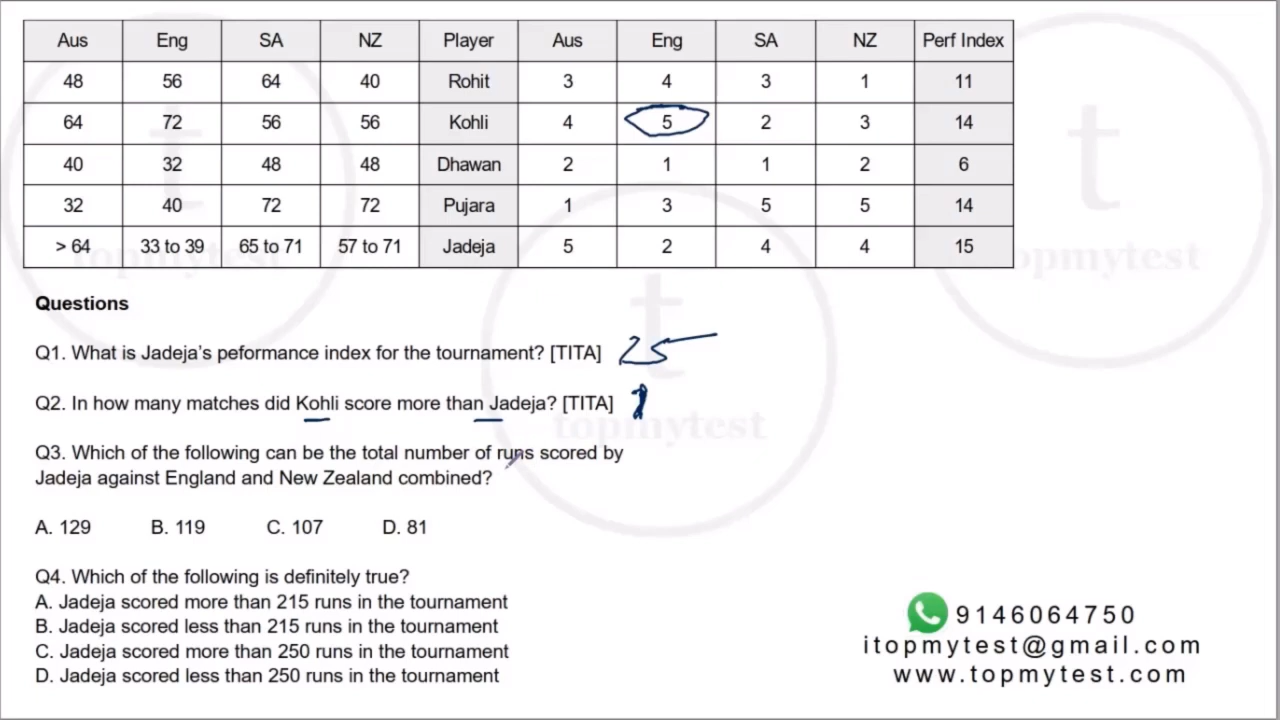 Aus Eng SA NZ Player Aus Eng SA NZ Perf Index
48 56 64 40 Rohit 3 4 3 1 11
64 72 56 56 Kohli 4 5 2 3 14
40 32 48 48 Dhawan 2 1 1 2 6
32 40 72 72 Pujara 1 3 5 5 14
> 64 33 to 39 65 to 71 57 to 71 Jadeja 5 2 4 4 15
Questions
Q1. What is Jadeja's peformance index for the tournament? [TITA] 25
Q2. In how many matches did Kohli score more than Jadeja? [TITA] 1
Q3. Which of the following can be the total number of runs scored by
Jadeja against England and New Zealand combined?
A. 129 B. 119 C. 107 D. 81
Q4. Which of the following is definitely true?
A. Jadeja scored more than 215 runs in the tournament
B. Jadeja scored less than 215 runs in the tournament
C. Jadeja scored more than 250 runs in the tournament
D. Jadeja scored less than 250 runs in the tournament
9146064750
itopmytest@gmail.com
www.topmytest.com
t
topmytest
t
topmytest
t
topmytest